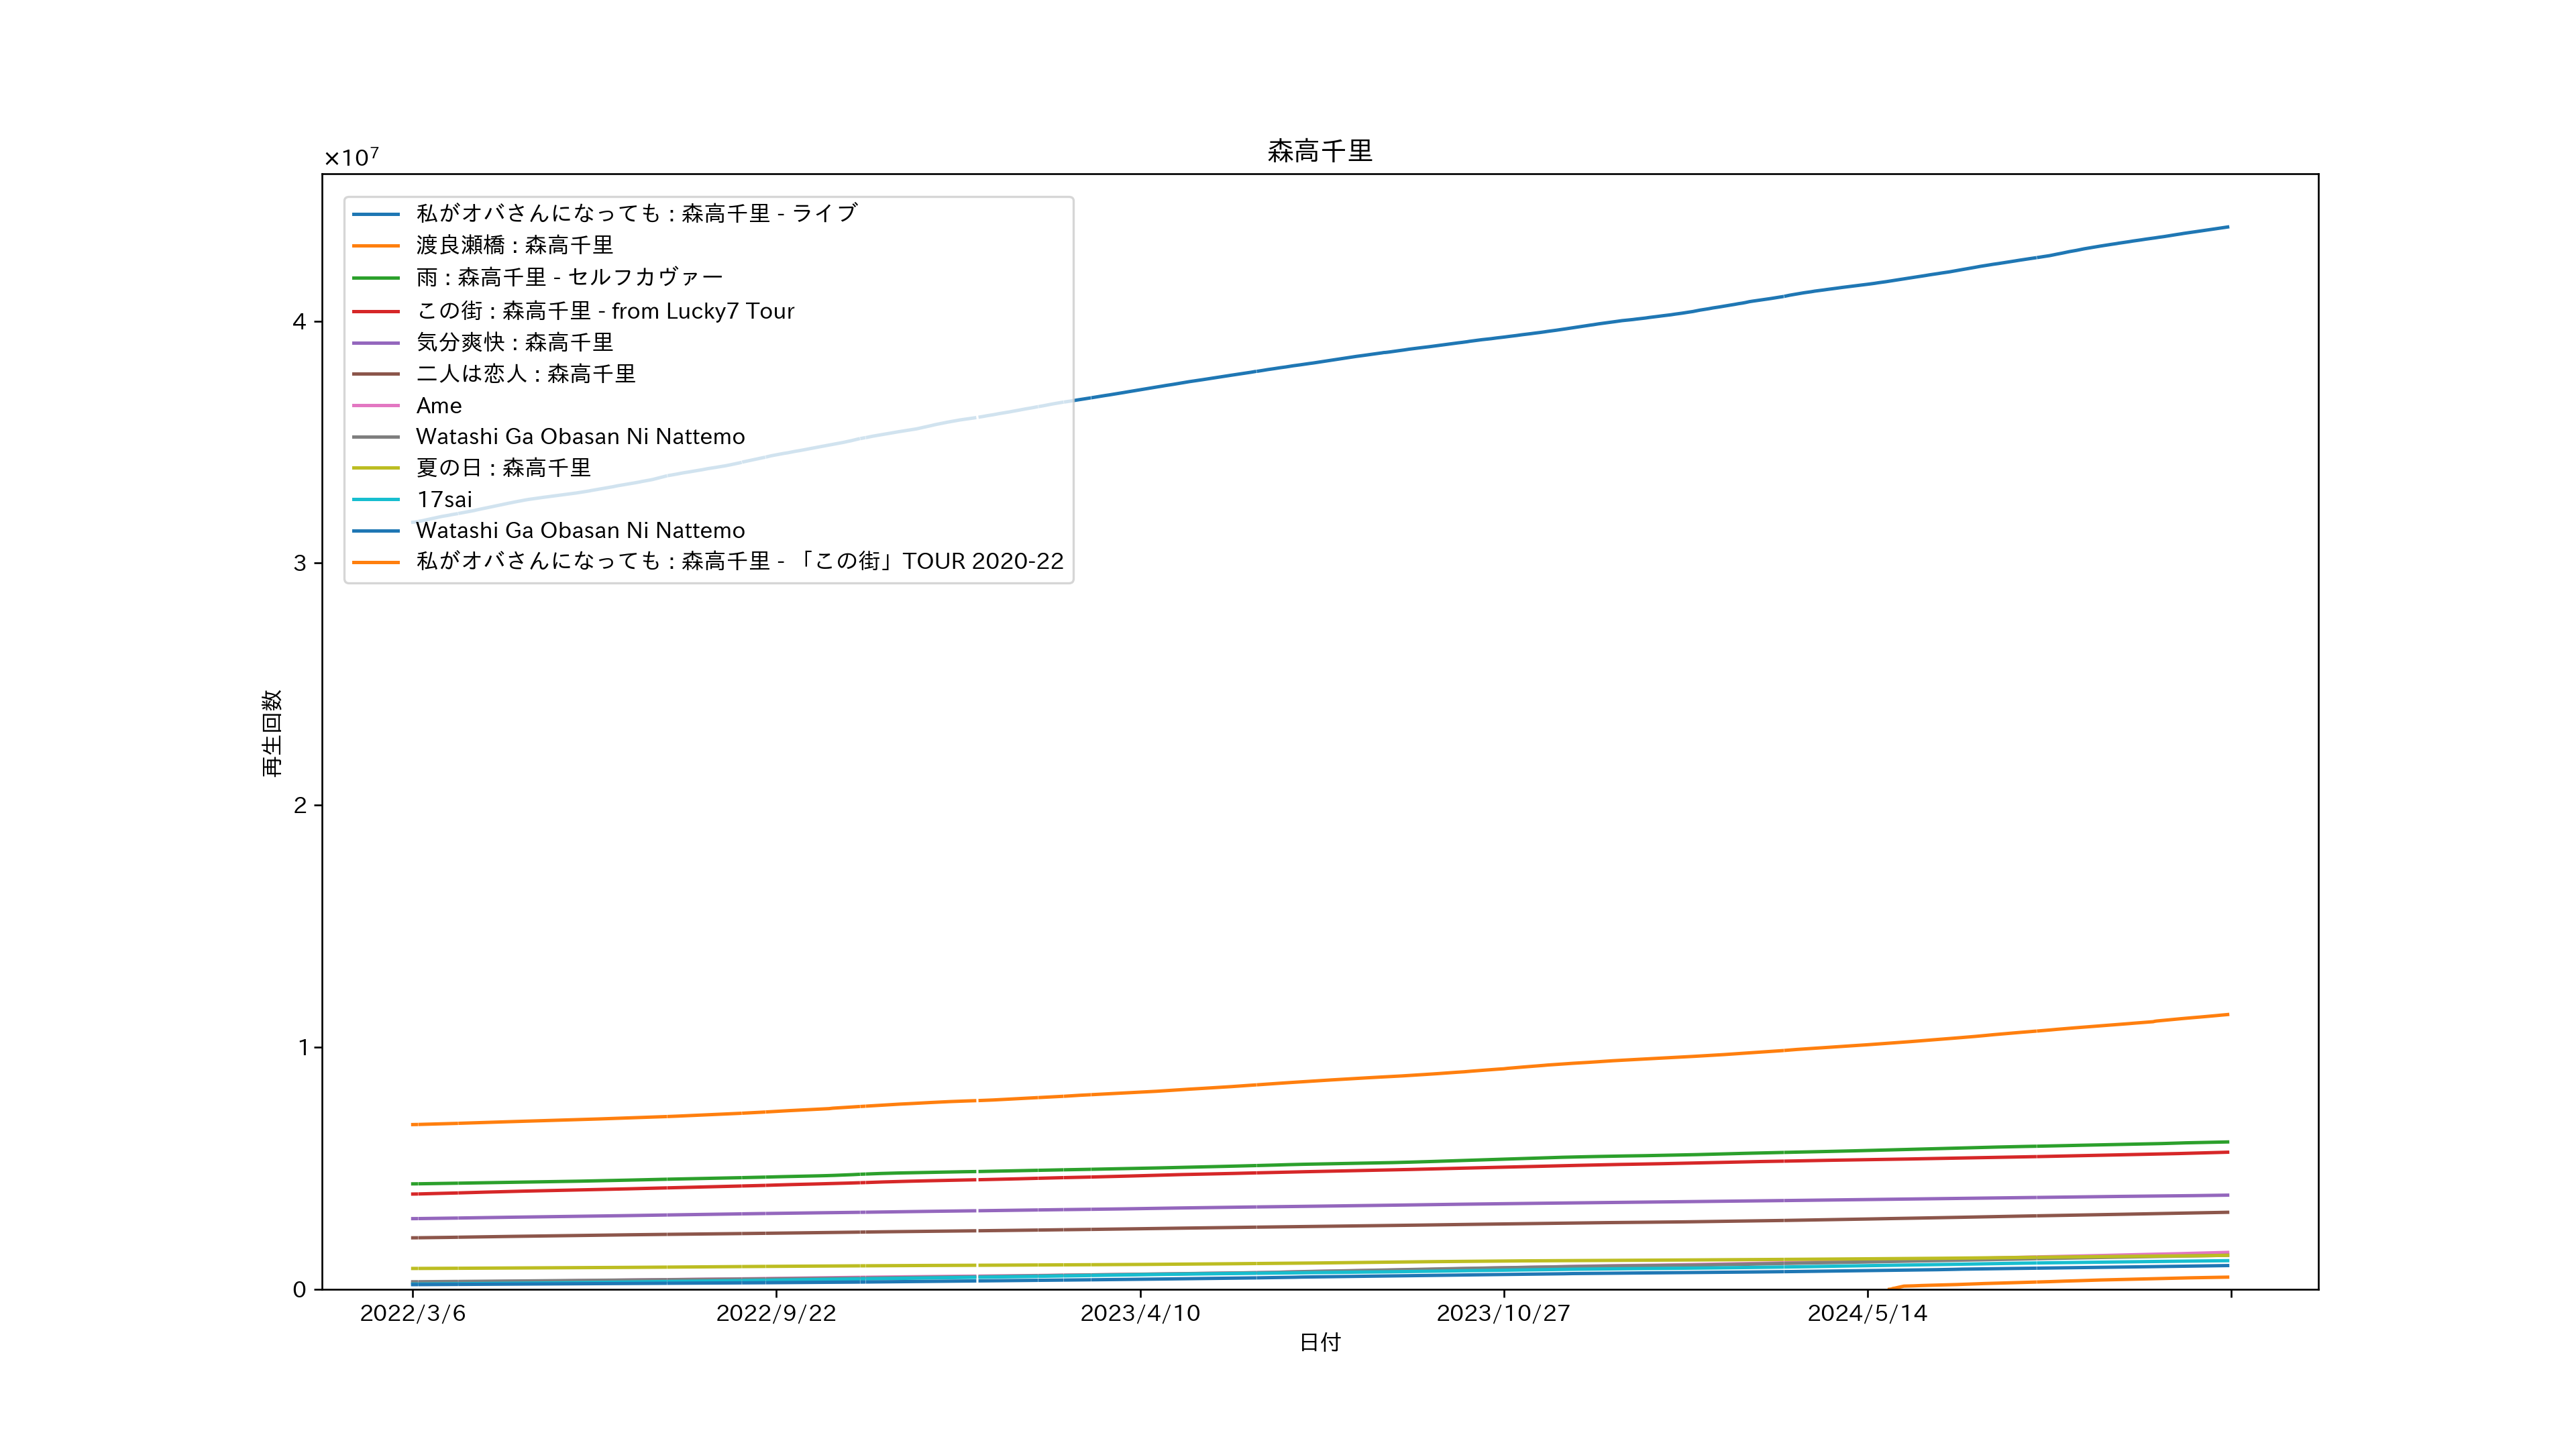 森高千里
×10⁷
私がオバさんになっても : 森高千里 - ライブ
渡良瀬橋 : 森高千里
雨 : 森高千里 - セルフカヴァー
この街 : 森高千里 - from Lucky7 Tour
気分爽快 : 森高千里
二人は恋人 : 森高千里
Ame
Watashi Ga Obasan Ni Nattemo
夏の日 : 森高千里
17sai
Watashi Ga Obasan Ni Nattemo
私がオバさんになっても : 森高千里 - 「この街」TOUR 2020-22
4
3
2
1
0
再生回数
2022/3/6
2022/9/22
2023/4/10
2023/10/27
2024/5/14
日付